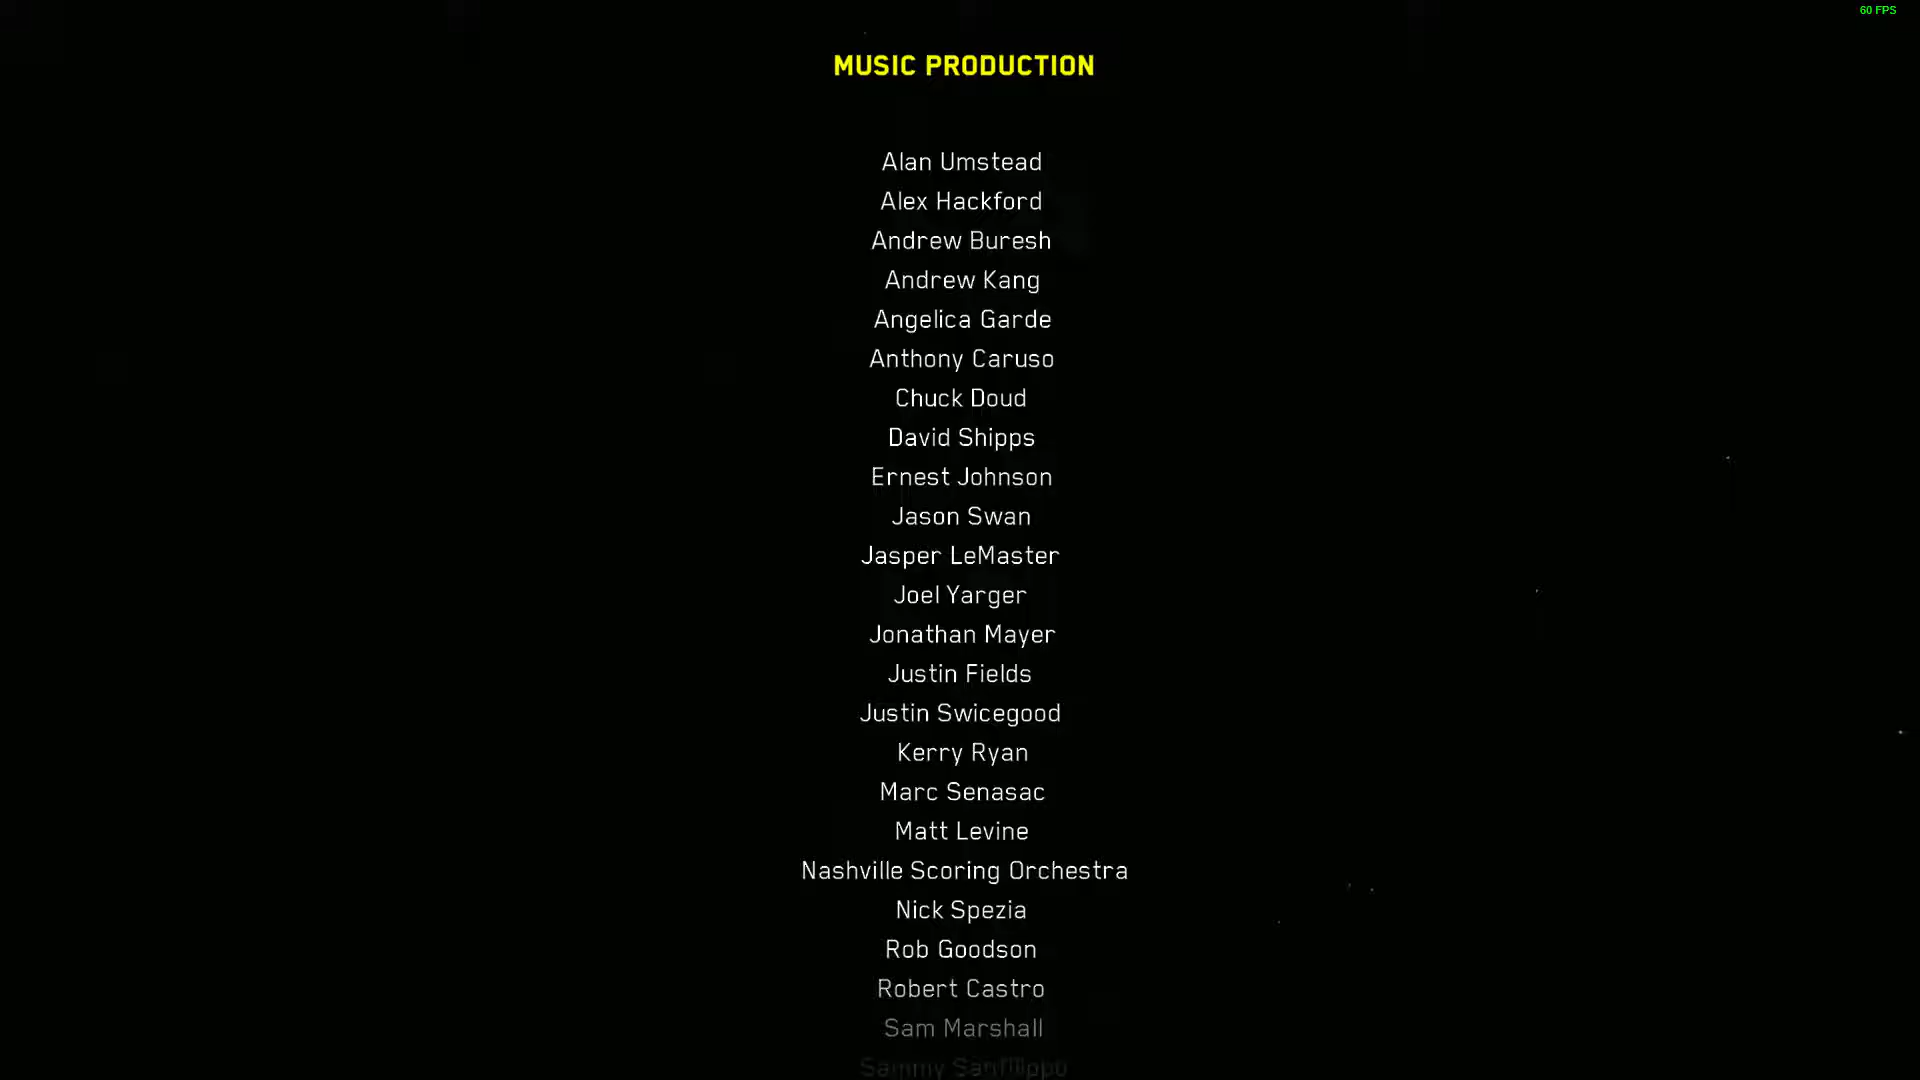 60 FPS
MUSIC PRODUCTION
Alan Umstead
Alex Hackford
Andrew Buresh
Andrew Kang
Angelica Garde
Anthony Caruso
Chuck Doud
David Shipps
Ernest Johnson
Jason Swan
Jasper LeMaster
Joel Yarger
Jonathan Mayer
Justin Fields
Justin Swicegood
Kerry Ryan
Marc Senasac
Matt Levine
Nashville Scoring Orchestra
Nick Spezia
Rob Goodson
Robert Castro
Sam Marshall
Sammy Sanfilippo